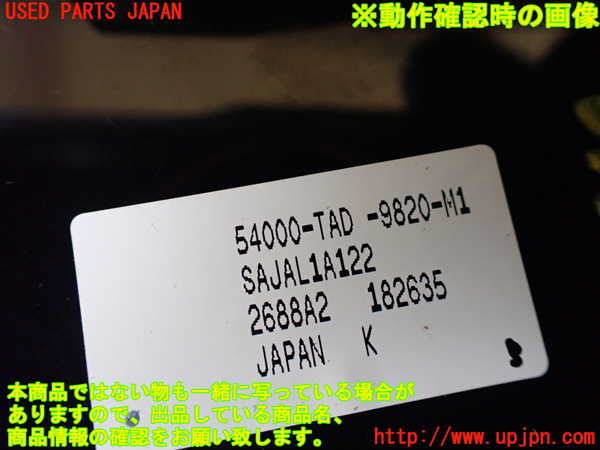 USED PARTS JAPAN
※動作確認時の画像
54000-TAD -9820-M1
SAJAL1A122
2688A2 182635
JAPAN K
本商品ではない物も一緒に写っている場合が
ありますので、出品している商品名、
商品情報の確認をお願い致します。
http://www.upjpn.com/